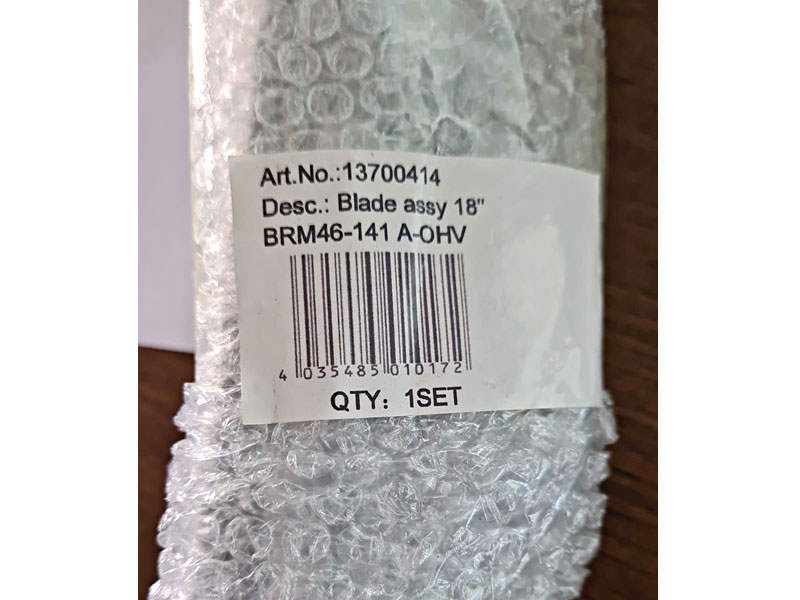 Art.No.:13700414
Desc.: Blade assy 18"
BRM46-141 A-OHV
4 035485 010172
QTY: 1SET